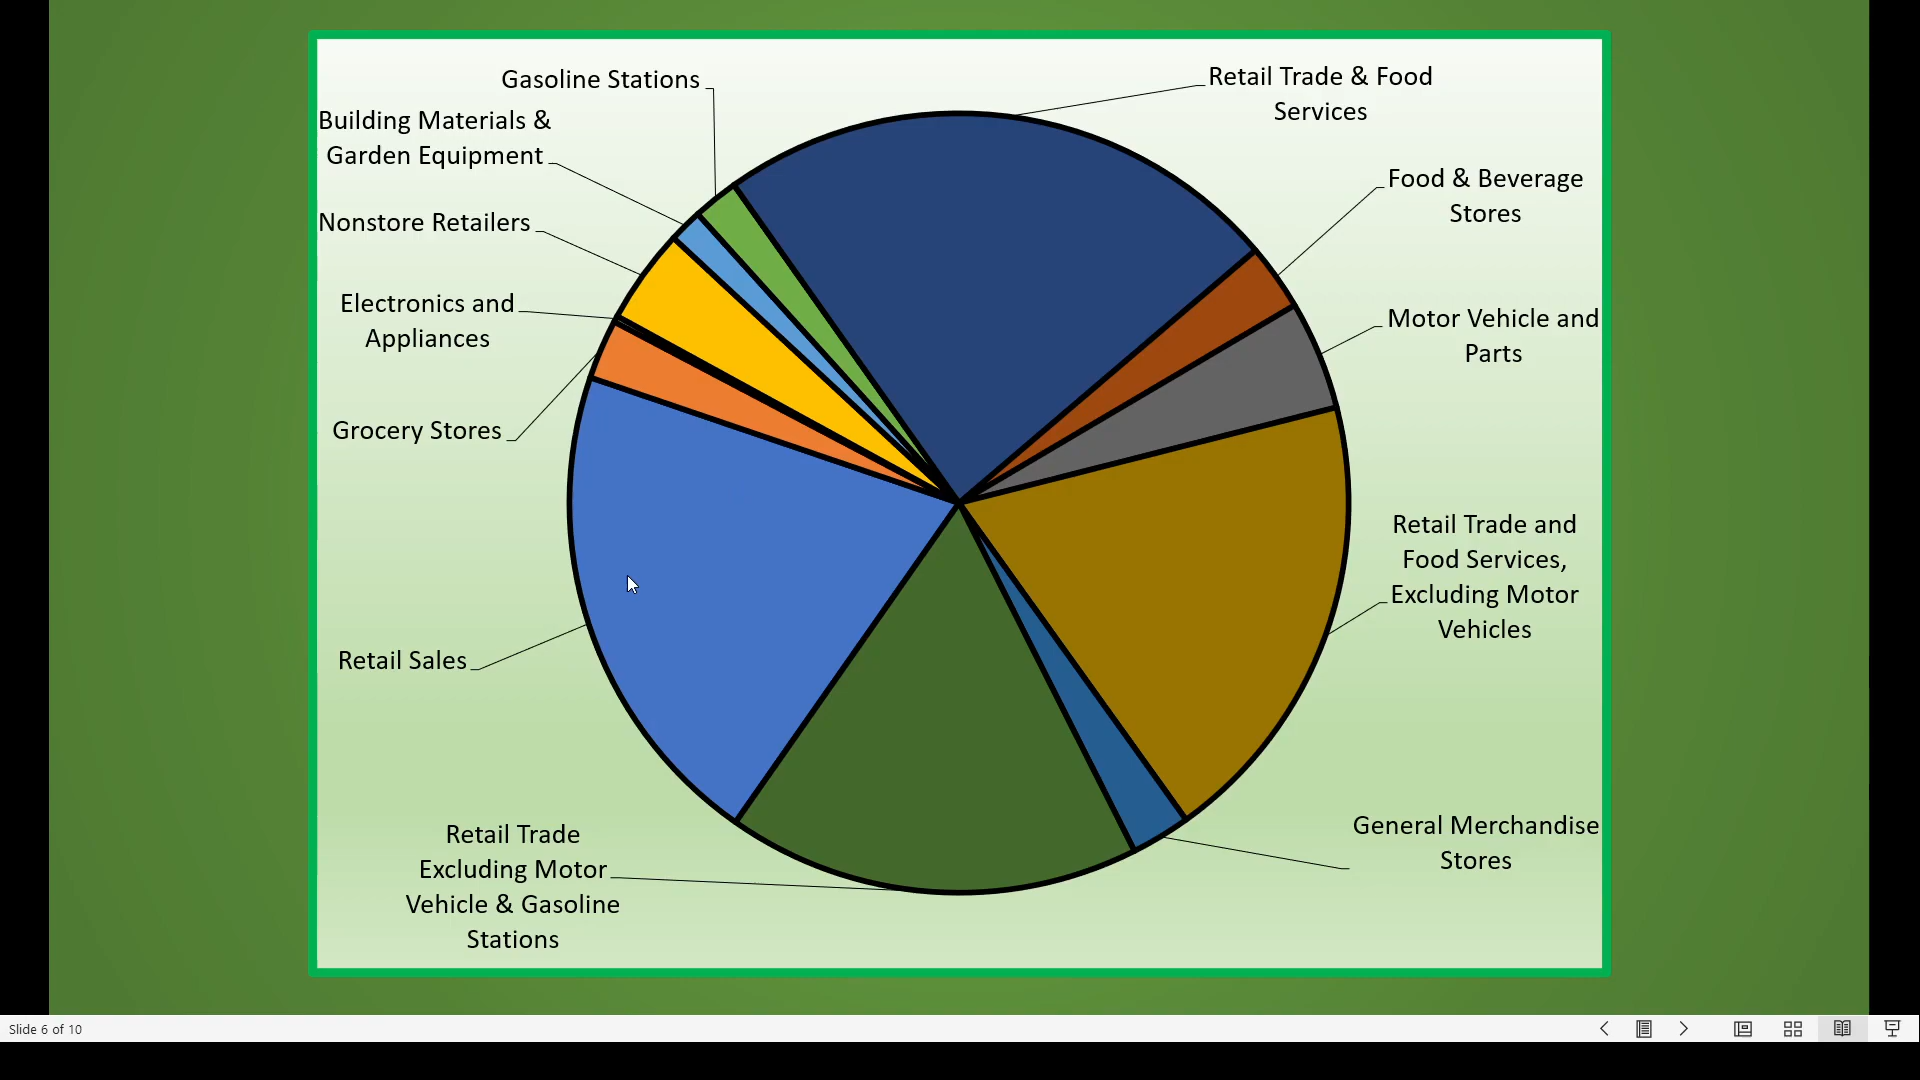 Gasoline Stations
Retail Trade & Food
Services
Building Materials &
Garden Equipment
Food & Beverage
Stores
Nonstore Retailers
Electronics and
Appliances
Motor Vehicle and
Parts
Grocery Stores
Retail Trade and
Food Services,
Excluding Motor
Vehicles
Retail Sales
General Merchandise
Stores
Retail Trade
Excluding Motor
Vehicle & Gasoline
Stations
Slide 6 of 10